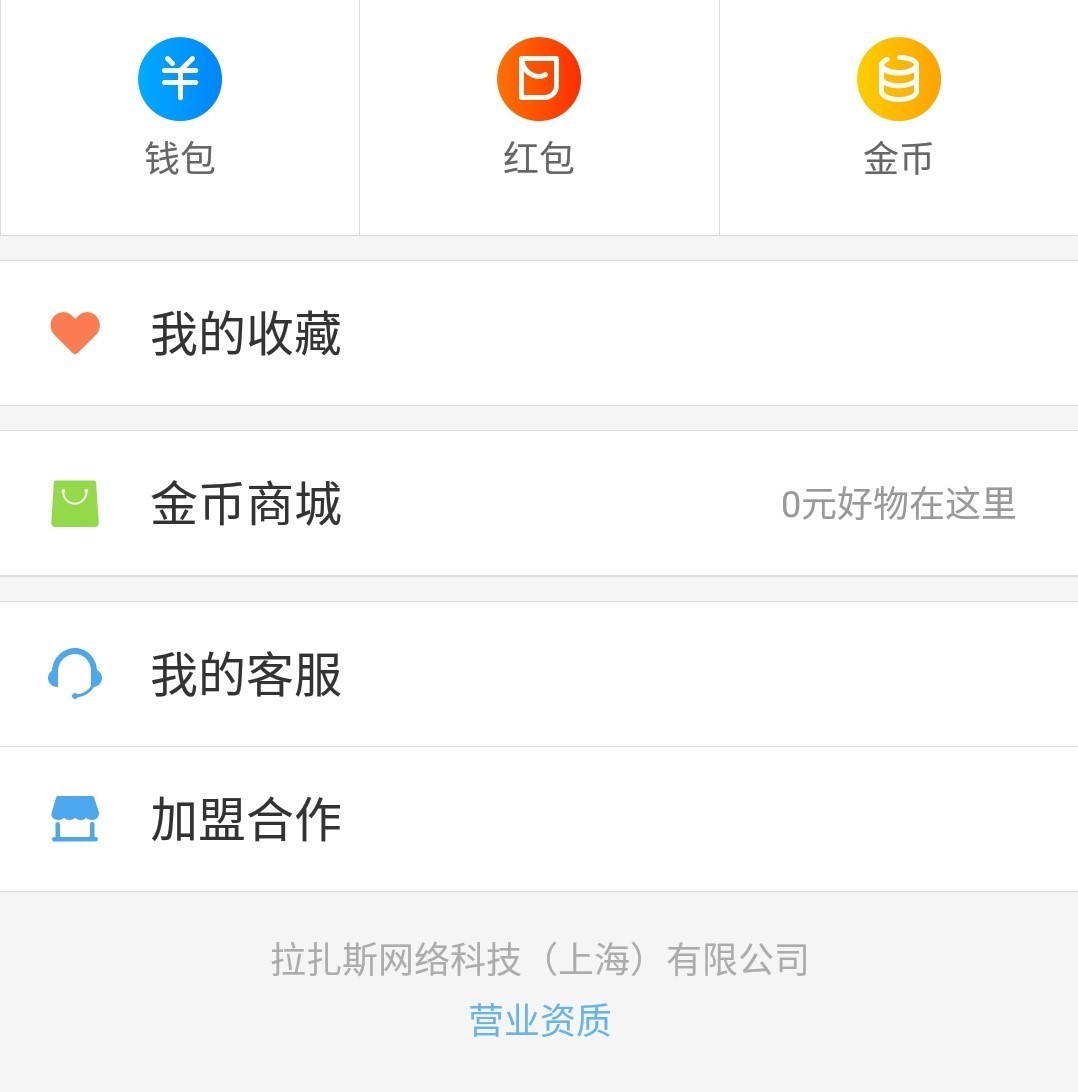 钱包
红包
金币
我的收藏
金币商城
0元好物在这里
我的客服
加盟合作
拉扎斯网络科技（上海）有限公司
营业资质